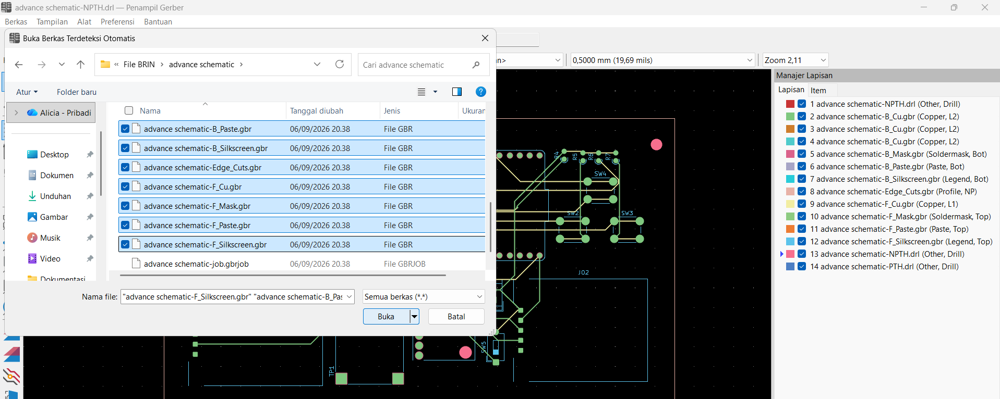 advance schematic-NPTH.drl — Penampil Gerber
Berkas Tampilan Alat Preferensi Bantuan
Buka Berkas Terdeteksi Otomatis
« File BRIN › advance schematic ›
Cari advance schematic
n>
0,5000 mm (19,69 mils)
Zoom 2,11
Atur
Folder baru
Alicia - Pribadi
Desktop
Dokumen
Unduhan
Gambar
Musik
Video
Dokumentasi
Nama Tanggal diubah Jenis Ukuran
advance schematic-B_Paste.gbr 06/09/2026 20.38 File GBR
advance schematic-B_Silkscreen.gbr 06/09/2026 20.38 File GBR
advance schematic-Edge_Cuts.gbr 06/09/2026 20.38 File GBR
advance schematic-F_Cu.gbr 06/09/2026 20.38 File GBR
advance schematic-F_Mask.gbr 06/09/2026 20.38 File GBR
advance schematic-F_Paste.gbr 06/09/2026 20.38 File GBR
advance schematic-F_Silkscreen.gbr 06/09/2026 20.38 File GBR
advance schematic-job.gbrjob 06/09/2026 20.38 File GBRJOB
Nama file: "advance schematic-F_Silkscreen.gbr" "advance schematic-B_Pas
Semua berkas (*.*)
Buka
Batal
R4
R5
R6
R7
SW4
SW2
SW3
J02
SW5
TP1
Manajer Lapisan
Lapisan Item
1 advance schematic-NPTH.drl (Other, Drill)
2 advance schematic-B_Cu.gbr (Copper, L2)
3 advance schematic-B_Cu.gbr (Copper, L2)
4 advance schematic-B_Cu.gbr (Copper, L2)
5 advance schematic-B_Mask.gbr (Soldermask, Bot)
6 advance schematic-B_Paste.gbr (Paste, Bot)
7 advance schematic-B_Silkscreen.gbr (Legend, Bot)
8 advance schematic-Edge_Cuts.gbr (Profile, NP)
9 advance schematic-F_Cu.gbr (Copper, L1)
10 advance schematic-F_Mask.gbr (Soldermask, Top)
11 advance schematic-F_Paste.gbr (Paste, Top)
12 advance schematic-F_Silkscreen.gbr (Legend, Top)
13 advance schematic-NPTH.drl (Other, Drill)
14 advance schematic-PTH.drl (Other, Drill)